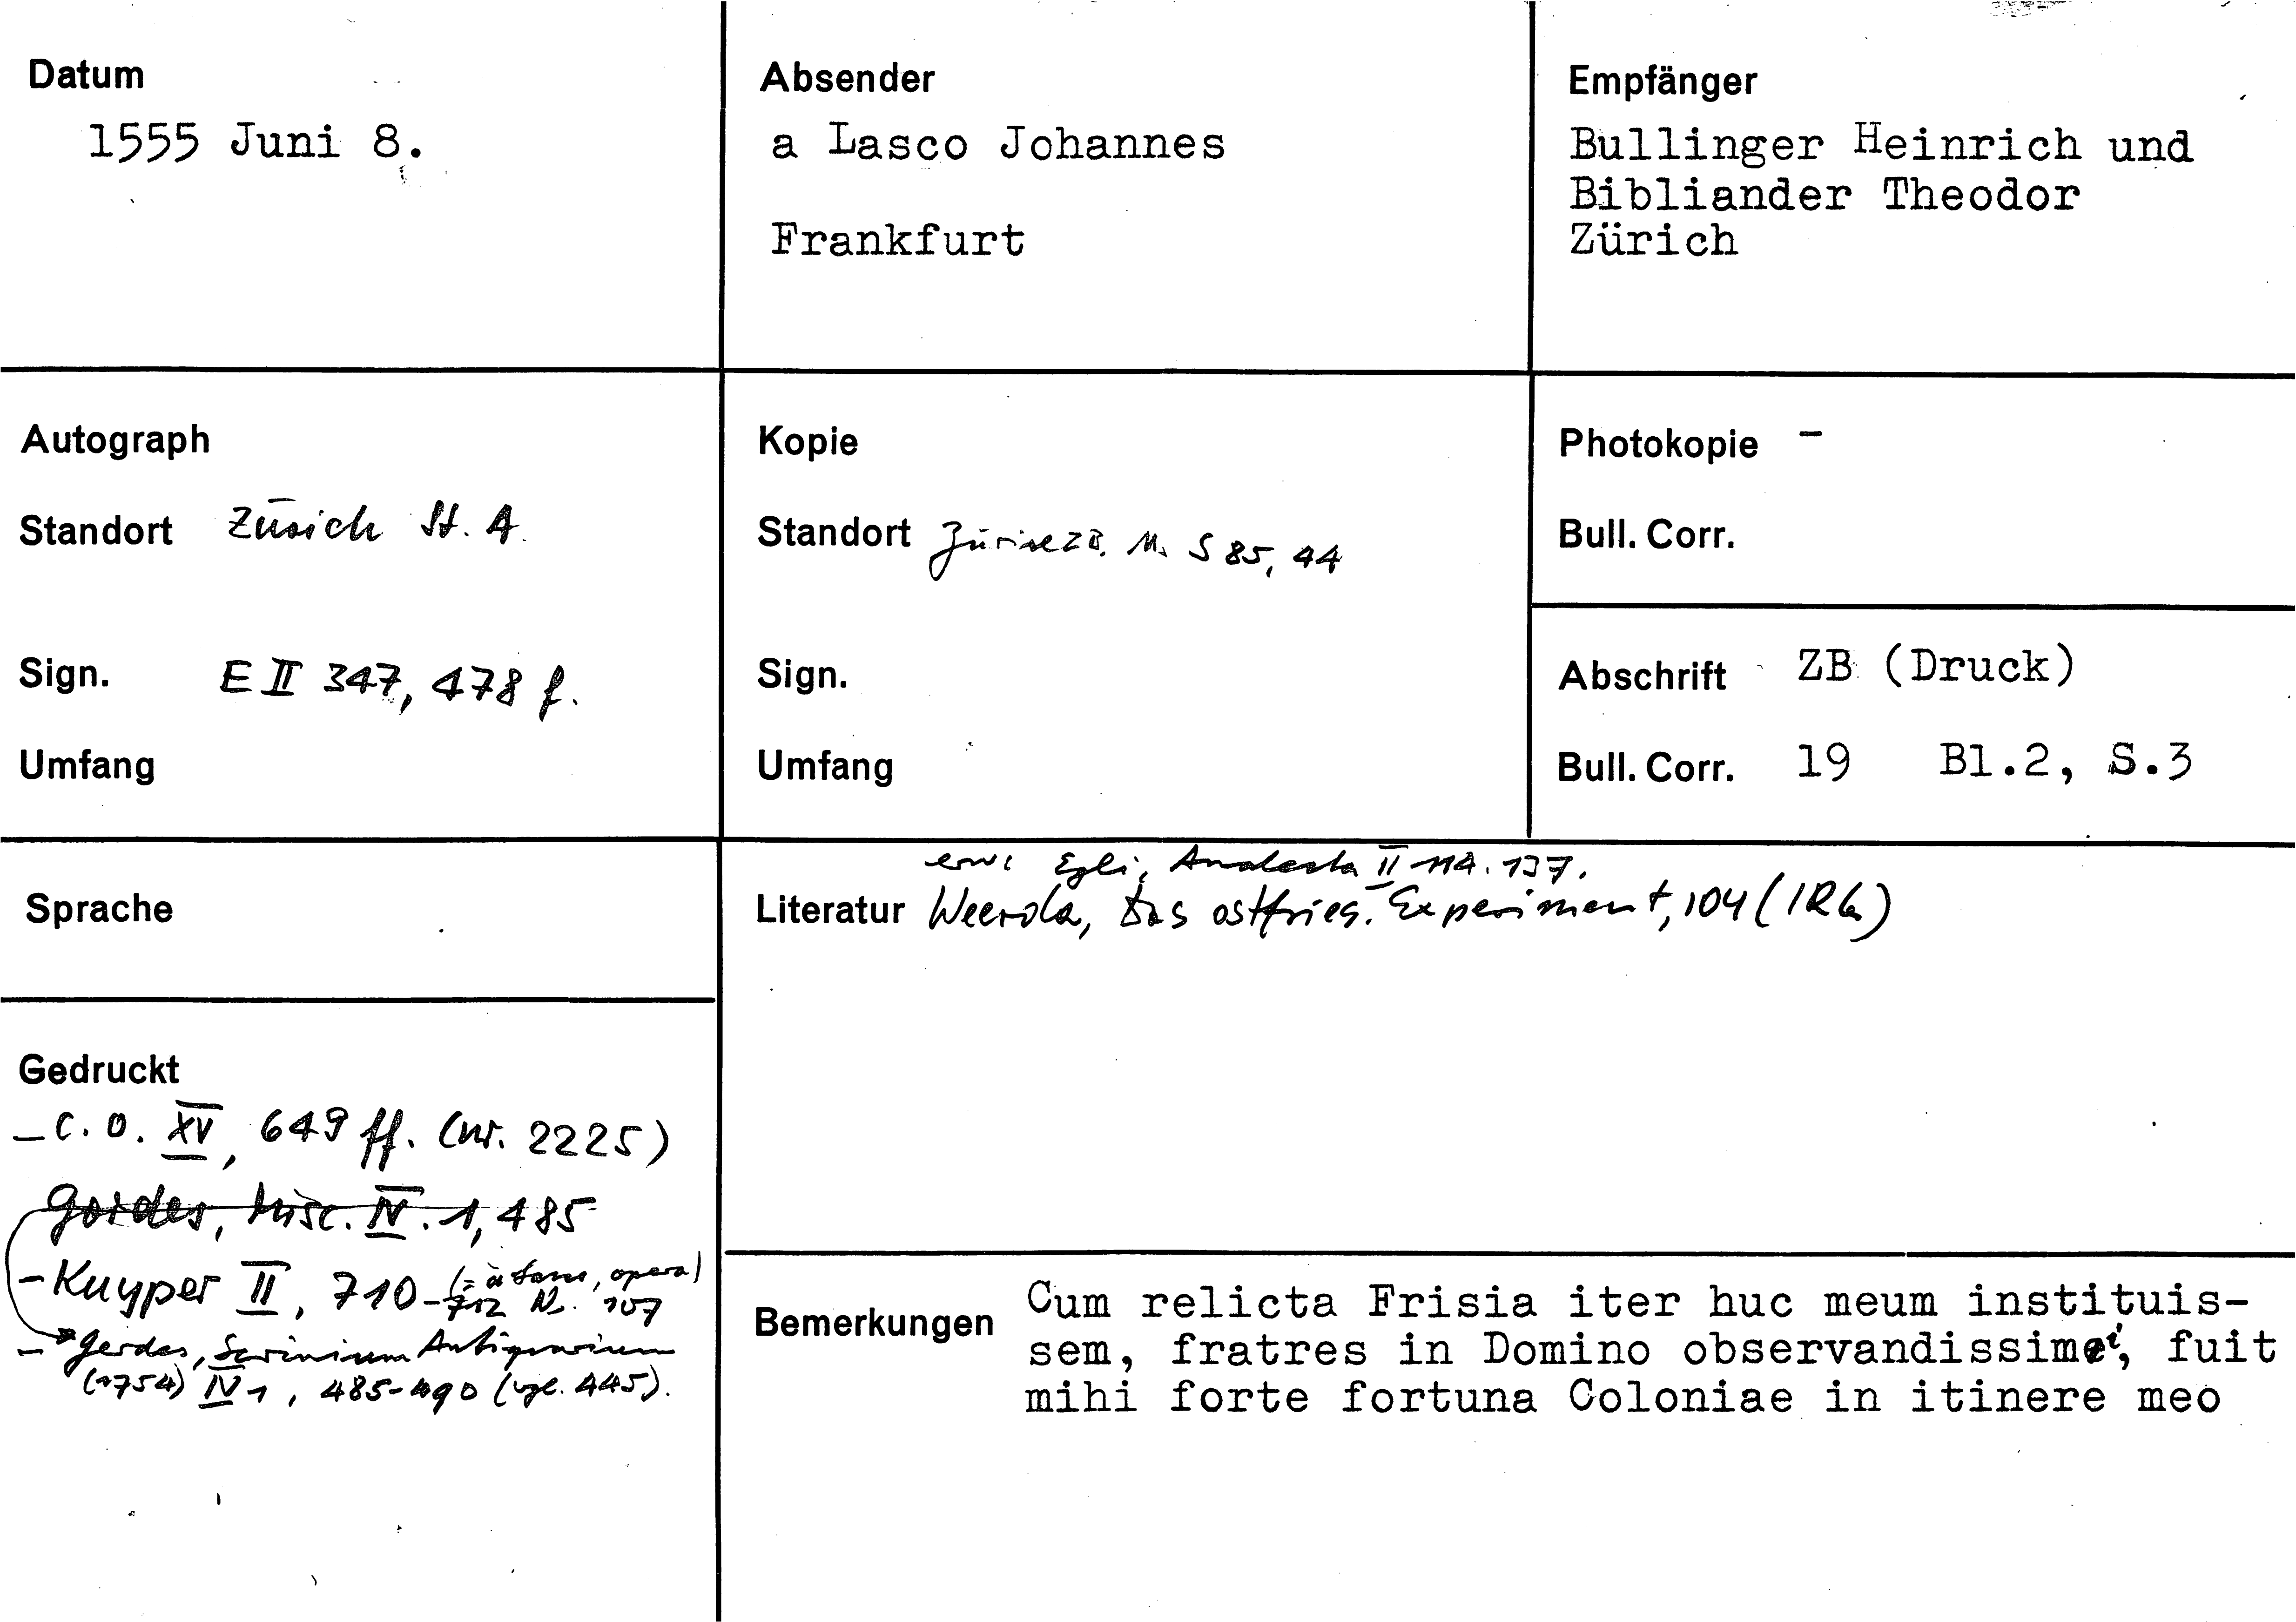 Datum
1555 Juni 8.
Absender
a Lasco Johannes
Frankfurt
Empfänger
Bullinger Heinrich und
Bibliander Theodor
Zürich
Autograph
Standort Zürich St. A.
Sign. E II 347, 478 f.
Umfang
Kopie
Standort Zürich ZB. Ms S 85, 44
Sign.
Umfang
Photokopie -
Bull. Corr.
Abschrift ZB (Druck)
Bull. Corr. 19 Bl.2, S.3
Sprache
erw: Egli, Analecta II 114. 137.
Literatur Weerda, Das ostfries. Experiment, 104 (IRG)
Gedruckt
- C. O. XV, 649 ff. (nr. 2225)
Gerdes, Misc. IV. 1, 485
- Kuyper II, 710-712 N. 107 (= a Lasco, opera)
- Gerdes, Scrinium Antiquarium
(1754) IV 1, 485-490 (vgl. 445).
Bemerkungen Cum relicta Frisia iter huc meum instituis-
sem, fratres in Domino observandissimi, fuit
mihi forte fortuna Coloniae in itinere meo